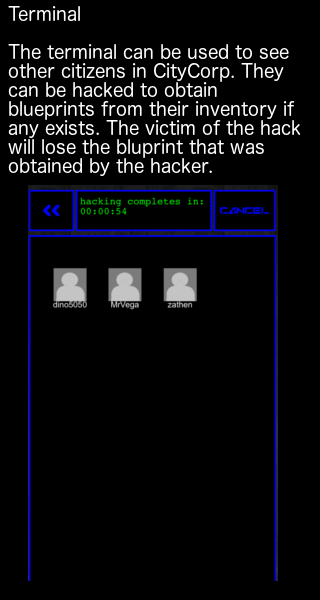 Terminal
The terminal can be used to see
other citizens in CityCorp. They
can be hacked to obtain
blueprints from their inventory if
any exists. The victim of the hack
will lose the bluprint that was
obtained by the hacker.
hacking completes in:
00:00:54
CANCEL
dino5050 MrVega zathen